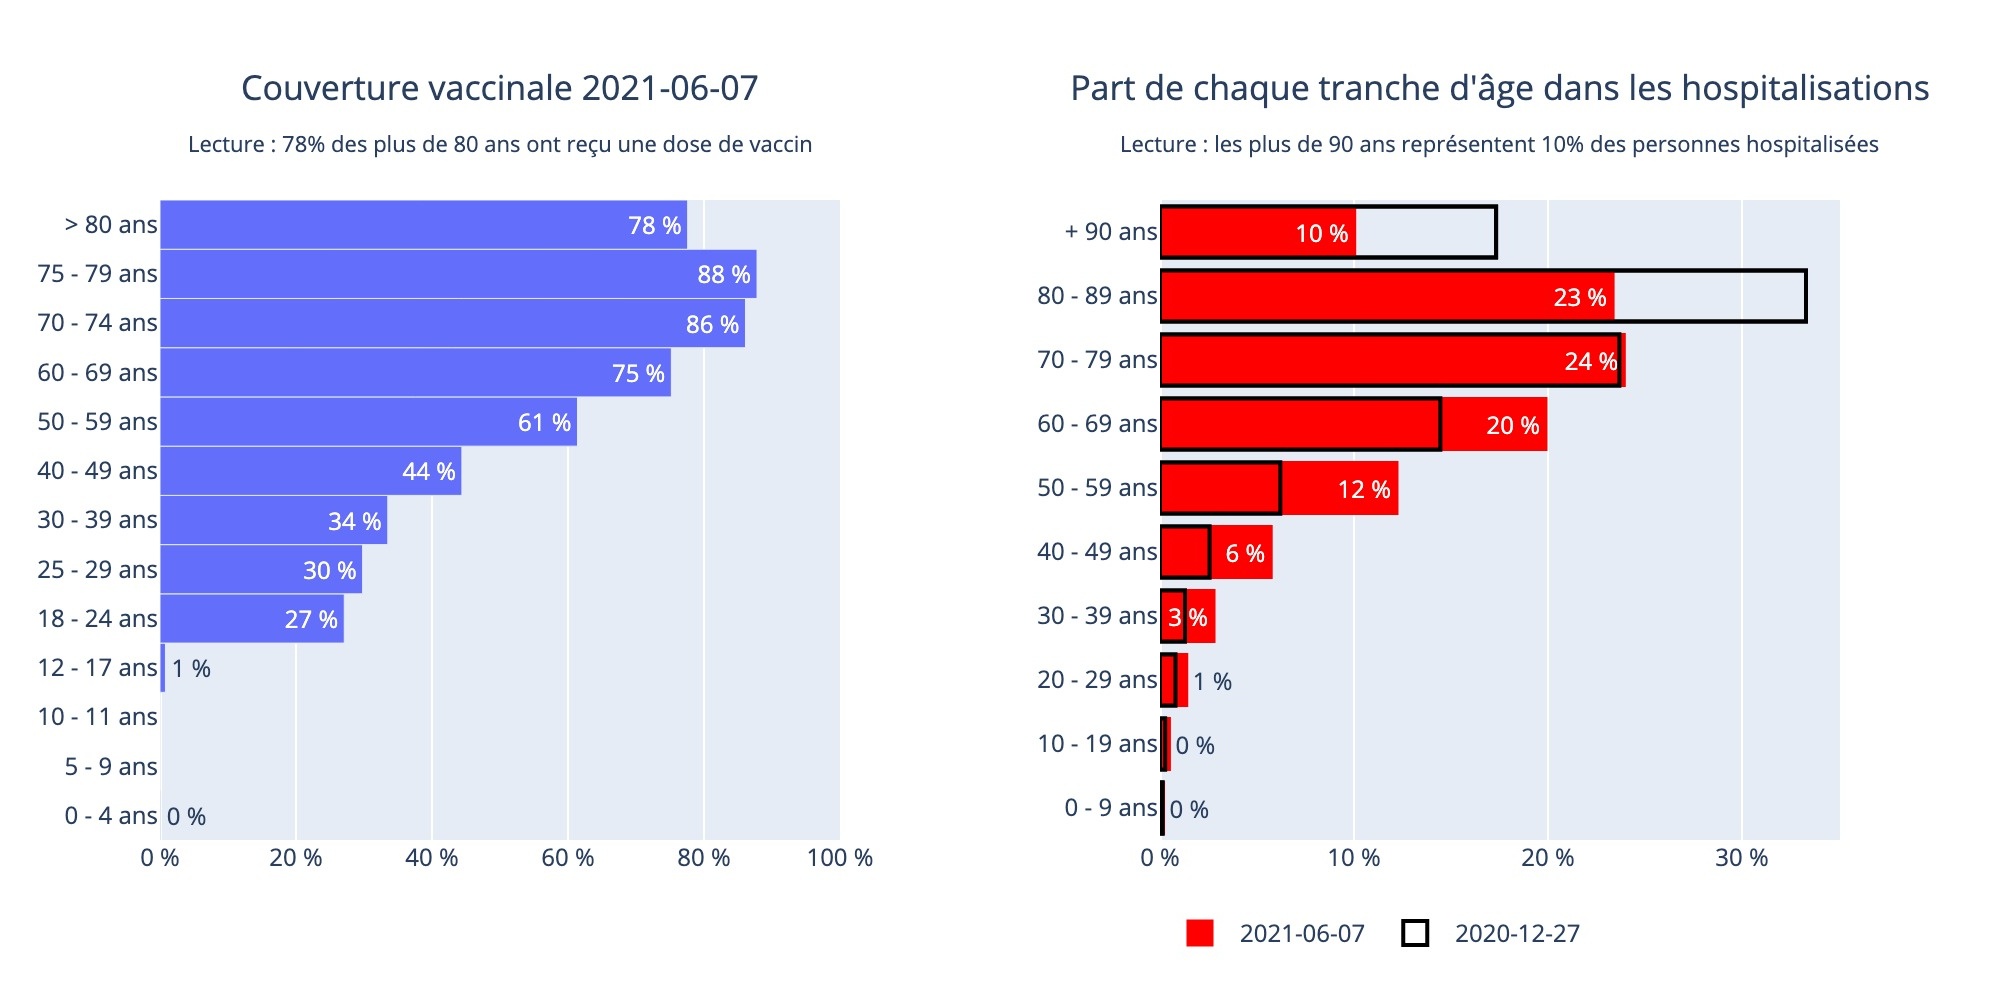 Couverture vaccinale 2021-06-07
Lecture : 78% des plus de 80 ans ont reçu une dose de vaccin
> 80 ans 78 %
75 - 79 ans 88 %
70 - 74 ans 86 %
60 - 69 ans 75 %
50 - 59 ans 61 %
40 - 49 ans 44 %
30 - 39 ans 34 %
25 - 29 ans 30 %
18 - 24 ans 27 %
12 - 17 ans 1 %
10 - 11 ans
5 - 9 ans
0 - 4 ans 0 %
0 % 20 % 40 % 60 % 80 % 100 %
Part de chaque tranche d'âge dans les hospitalisations
Lecture : les plus de 90 ans représentent 10% des personnes hospitalisées
+ 90 ans 10 %
80 - 89 ans 23 %
70 - 79 ans 24 %
60 - 69 ans 20 %
50 - 59 ans 12 %
40 - 49 ans 6 %
30 - 39 ans 3 %
20 - 29 ans 1 %
10 - 19 ans 0 %
0 - 9 ans 0 %
0 % 10 % 20 % 30 %
2021-06-07 2020-12-27